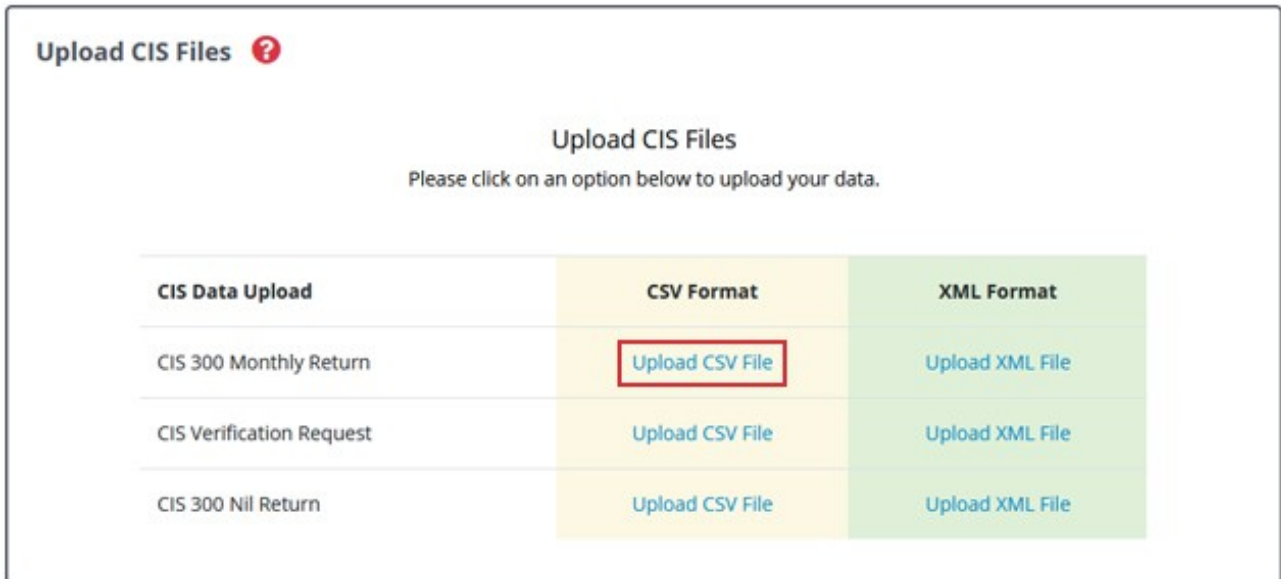 Upload CIS Files ?
Upload CIS Files
Please click on an option below to upload your data.
CIS Data Upload CSV Format XML Format
CIS 300 Monthly Return Upload CSV File Upload XML File
CIS Verification Request Upload CSV File Upload XML File
CIS 300 Nil Return Upload CSV File Upload XML File